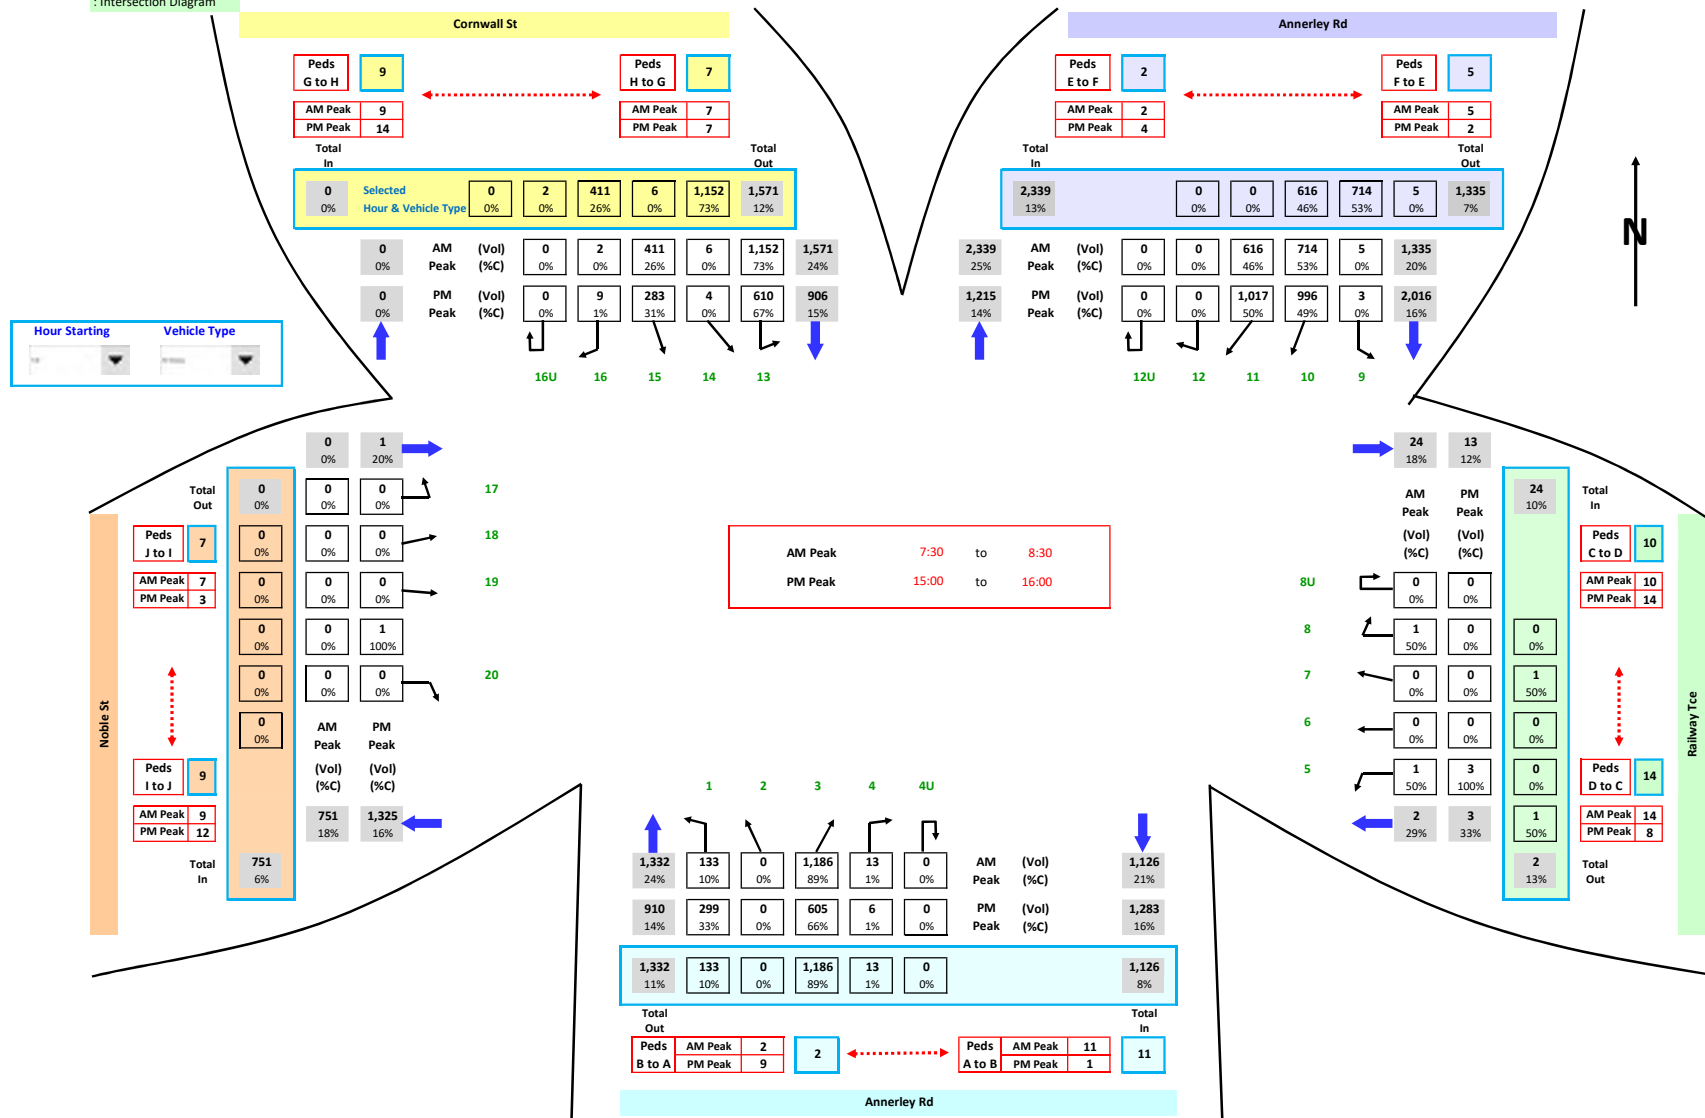 : Intersection Diagram
Cornwall St
Annerley Rd
Peds G to H 9
Peds H to G 7
Peds E to F 2
Peds F to E 5
AM Peak 9
PM Peak 14
AM Peak 7
PM Peak 7
AM Peak 2
PM Peak 4
AM Peak 5
PM Peak 2
Total In
Total Out
Total In
Total Out
0 Selected 0 2 411 6 1,152 1,571
0% Hour & Vehicle Type 0% 0% 26% 0% 73% 12%
2,339 0 0 616 714 5 1,335
13% 0% 0% 46% 53% 0% 7%
0 AM (Vol) 0 2 411 6 1,152 1,571
0% Peak (%C) 0% 0% 26% 0% 73% 24%
2,339 AM (Vol) 0 0 616 714 5 1,335
25% Peak (%C) 0% 0% 46% 53% 0% 20%
0 PM (Vol) 0 9 283 4 610 906
0% Peak (%C) 0% 1% 31% 0% 67% 15%
1,215 PM (Vol) 0 0 1,017 996 3 2,016
14% Peak (%C) 0% 0% 50% 49% 0% 16%
16U 16 15 14 13
12U 12 11 10 9
Hour Starting Vehicle Type
N
0 1
0% 20%
Total Out
0 0 0 17
0% 0% 0%
Peds J to I 7
0 0 0 18
0% 0% 0%
AM Peak 7
PM Peak 3
0 0 0 19
0% 0% 0%
0 0 1
0% 0% 100%
0 0 0 20
0% 0% 0%
0
0%
AM Peak PM Peak
(Vol) (Vol)
(%C) (%C)
Noble St
Peds I to J 9
AM Peak 9
PM Peak 12
751 1,325
18% 16%
Total In
751
6%
AM Peak 7:30 to 8:30
PM Peak 15:00 to 16:00
24 13
18% 12%
AM Peak PM Peak
(Vol) (Vol)
(%C) (%C)
24
10%
Total In
Peds C to D 10
AM Peak 10
PM Peak 14
8U 0 0
0% 0%
8 1 0 0
50% 0% 0%
7 0 0 1
0% 0% 50%
6 0 0 0
0% 0% 0%
5 1 3 0
50% 100% 0%
2 3 1
29% 33% 50%
2
13%
Total Out
Peds D to C 14
AM Peak 14
PM Peak 8
Railway Tce
1 2 3 4 4U
1,332 133 0 1,186 13 0 AM (Vol) 1,126
24% 10% 0% 89% 1% 0% Peak (%C) 21%
910 299 0 605 6 0 PM (Vol) 1,283
14% 33% 0% 66% 1% 0% Peak (%C) 16%
1,332 133 0 1,186 13 0 1,126
11% 10% 0% 89% 1% 0% 8%
Total Out
Total In
Peds B to A AM Peak 2
PM Peak 9
2
Peds A to B AM Peak 11
PM Peak 1
11
Annerley Rd